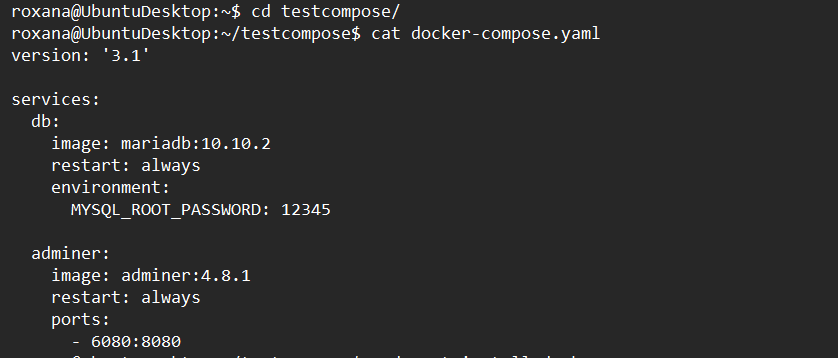 roxana@UbuntuDesktop:~$ cd testcompose/
roxana@UbuntuDesktop:~/testcompose$ cat docker-compose.yaml
version: '3.1'

services:
  db:
    image: mariadb:10.10.2
    restart: always
    environment:
      MYSQL_ROOT_PASSWORD: 12345

  adminer:
    image: adminer:4.8.1
    restart: always
    ports:
      - 6080:8080